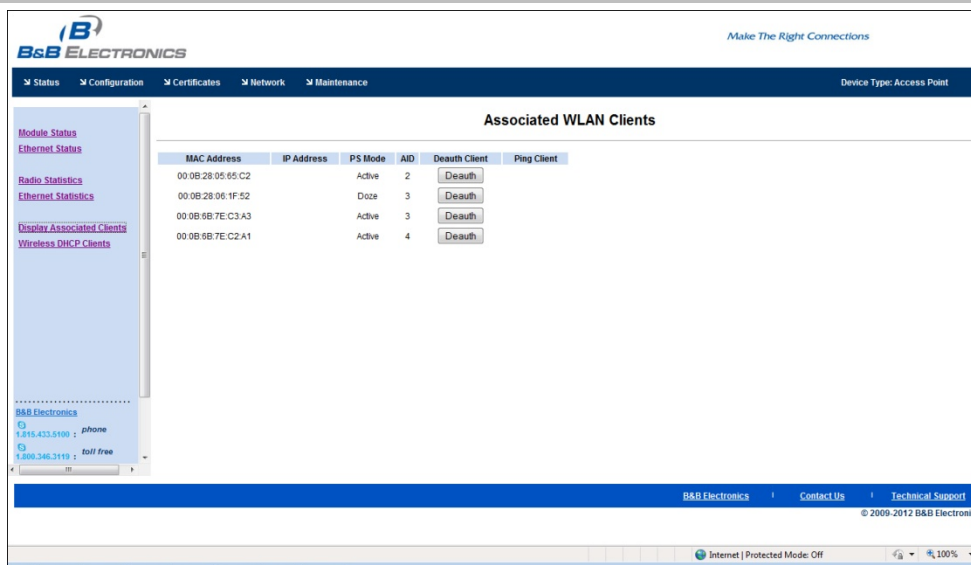 B
B&B ELECTRONICS
Make The Right Connections
Status Configuration Certificates Network Maintenance Device Type: Access Point
Module Status
Ethernet Status
Radio Statistics
Ethernet Statistics
Display Associated Clients
Wireless DHCP Clients
Associated WLAN Clients
MAC Address IP Address PS Mode AID Deauth Client Ping Client
00:0B:28:05:65:C2 Active 2 Deauth
00:0B:28:06:1F:52 Doze 3 Deauth
00:0B:6B:7E:C3:A3 Active 3 Deauth
00:0B:6B:7E:C2:A1 Active 4 Deauth
B&B Electronics
1.815.433.5100 : phone
1.800.346.3119 : toll free
B&B Electronics | Contact Us | Technical Support
© 2009-2012 B&B Electroni
Internet | Protected Mode: Off 100%